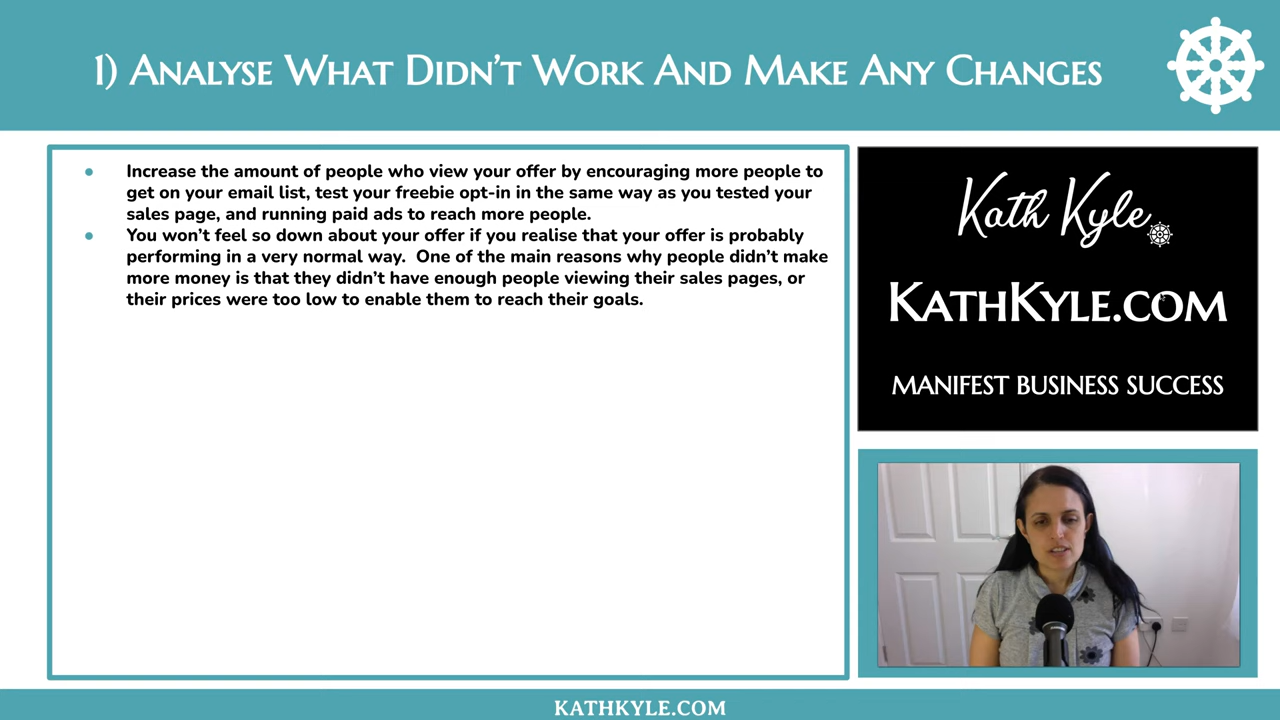 1) Analyse What Didn't Work And Make Any Changes
● Increase the amount of people who view your offer by encouraging more people to
get on your email list, test your freebie opt-in in the same way as you tested your
sales page, and running paid ads to reach more people.
● You won't feel so down about your offer if you realise that your offer is probably
performing in a very normal way.  One of the main reasons why people didn't make
more money is that they didn't have enough people viewing their sales pages, or
their prices were too low to enable them to reach their goals.
Kath Kyle
KathKyle.com
MANIFEST BUSINESS SUCCESS
KATHKYLE.COM